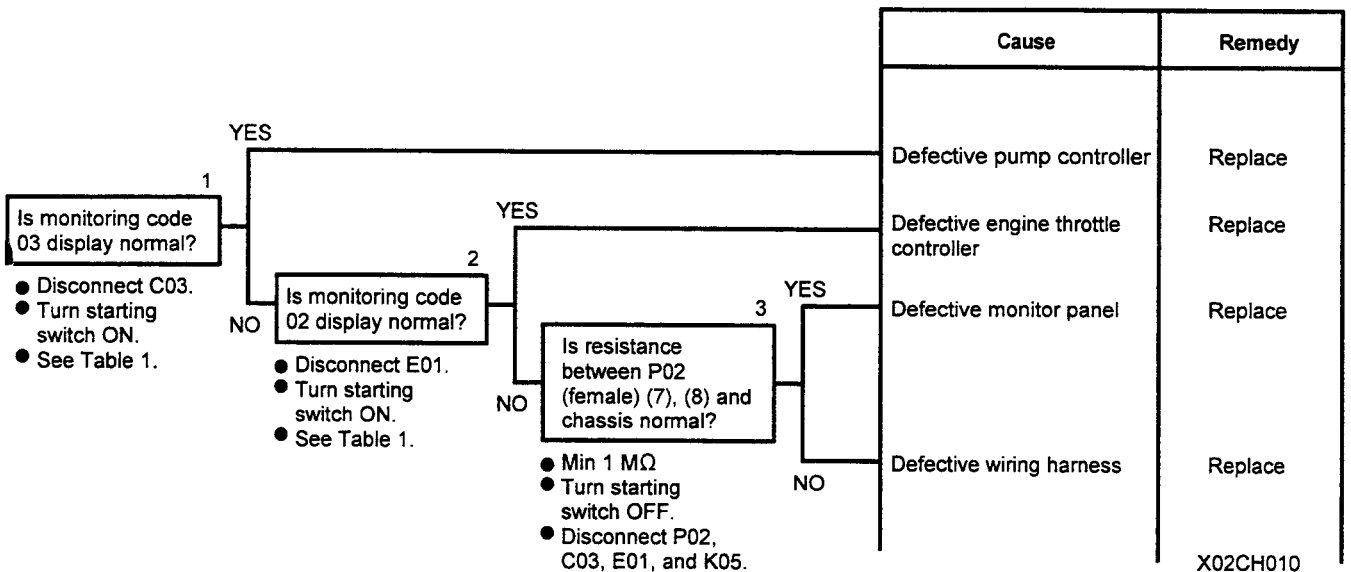 Cause
Remedy
YES
Defective pump controller
Replace
1
Is monitoring code
03 display normal?
● Disconnect C03.
● Turn starting
switch ON.
● See Table 1.
NO
YES
Defective engine throttle
controller
Replace
2
Is monitoring code
02 display normal?
● Disconnect E01.
● Turn starting
switch ON.
● See Table 1.
NO
YES
Defective monitor panel
Replace
3
Is resistance
between P02
(female) (7), (8) and
chassis normal?
● Min 1 MΩ
● Turn starting
switch OFF.
● Disconnect P02,
C03, E01, and K05.
NO
Defective wiring harness
Replace
X02CH010